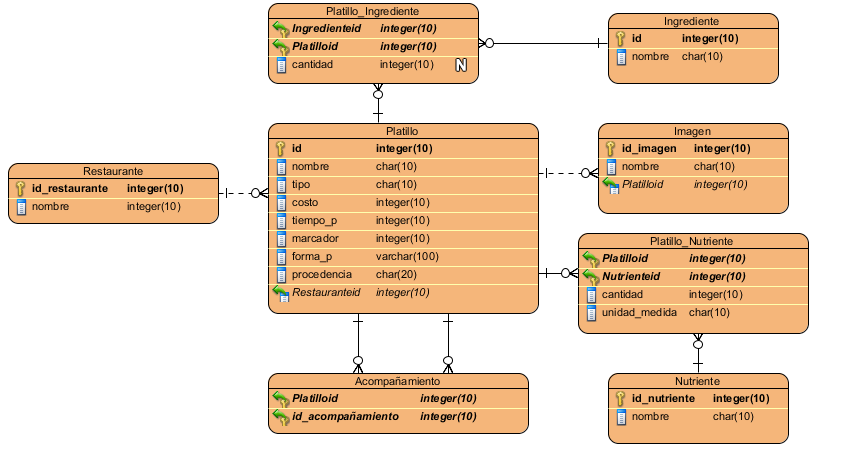 Platillo_Ingrediente
Ingredienteid integer(10)
Platilloid integer(10)
cantidad integer(10) N
Ingrediente
id integer(10)
nombre char(10)
Platillo
id integer(10)
nombre char(10)
tipo char(10)
costo integer(10)
tiempo_p integer(10)
marcador integer(10)
forma_p varchar(100)
procedencia char(20)
Restauranteid integer(10)
Imagen
id_imagen integer(10)
nombre char(10)
Platilloid integer(10)
Restaurante
id_restaurante integer(10)
nombre integer(10)
Platillo_Nutriente
Platilloid integer(10)
Nutrienteid integer(10)
cantidad integer(10)
unidad_medida char(10)
Acompañamiento
Platilloid integer(10)
id_acompañamiento integer(10)
Nutriente
id_nutriente integer(10)
nombre char(10)